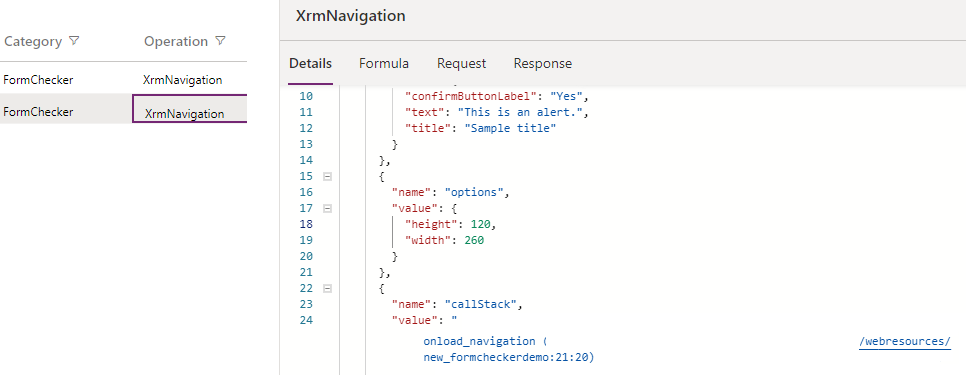 XrmNavigation
Category Operation
Details Formula Request Response
FormChecker XrmNavigation
FormChecker XrmNavigation
10 "confirmButtonLabel": "Yes",
11 "text": "This is an alert.",
12 "title": "Sample title"
13 }
14 },
15 {
16 "name": "options",
17 "value": {
18 "height": 120,
19 "width": 260
20 }
21 },
22 {
23 "name": "callStack",
24 "value": "
onload_navigation ( /webresources/
new_formcheckerdemo:21:20)